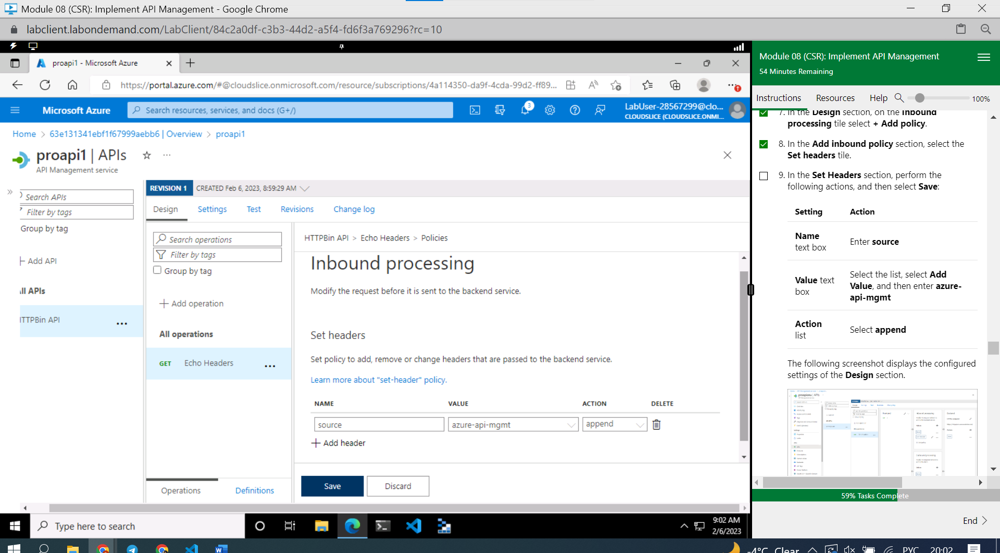 Module 08 (CSR): Implement API Management - Google Chrome
labclient.labondemand.com/LabClient/84c2a0df-c3b3-44d2-a5f4-fd6f3a769296?rc=10
proapi1 - Microsoft Azure
https://portal.azure.com/#@cloudslice.onmicrosoft.com/resource/subscriptions/4a114350-da9f-4cda-99d2-ff89...
Microsoft Azure
Search resources, services, and docs (G+/)
3
LabUser-28567299@clo...
CLOUDSLICE (CLOUDSLICE.ONMI...
Home > 63e131341ebf1f67999aebb6 | Overview > proapi1
proapi1 | APIs
API Management service
Search APIs
Filter by tags
Group by tag
Add API
ll APIs
HTTPBin API
REVISION 1
CREATED Feb 6, 2023, 8:59:29 AM
Design
Settings
Test
Revisions
Change log
Search operations
Filter by tags
Group by tag
Add operation
All operations
GET Echo Headers
Operations
Definitions
HTTPBin API > Echo Headers > Policies
Inbound processing
Modify the request before it is sent to the backend service.
Set headers
Set policy to add, remove or change headers that are passed to the backend service.
Learn more about "set-header" policy.
NAME VALUE ACTION DELETE
source azure-api-mgmt append
Add header
Save
Discard
Type here to search
9:02 AM
2/6/2023
Module 08 (CSR): Implement API Management
54 Minutes Remaining
Instructions Resources Help 100%
7. In the Design section, on the Inbound
processing tile select + Add policy.
8. In the Add inbound policy section, select the
Set headers tile.
9. In the Set Headers section, perform the
following actions, and then select Save:
Setting Action
Name
text box
Enter source
Value text
box
Select the list, select Add
Value, and then enter azure-
api-mgmt
Action
list
Select append
The following screenshot displays the configured
settings of the Design section.
59% Tasks Complete
End
-4°C Clear
РУС
20:02